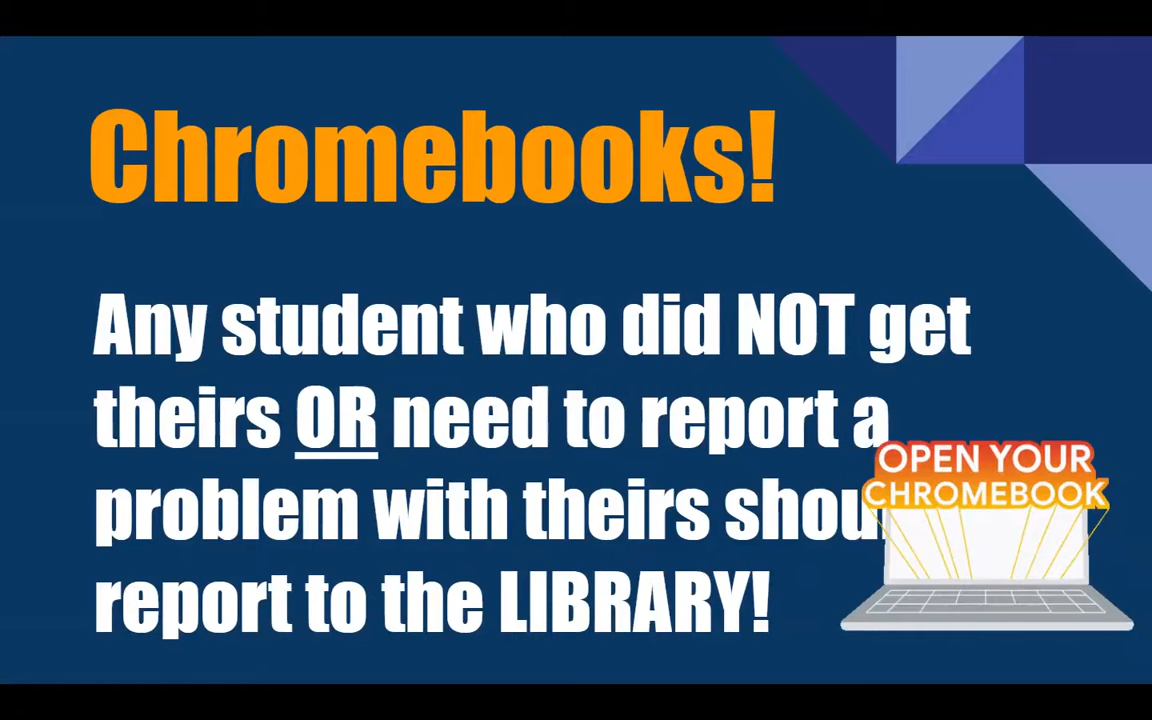 Chromebooks!
Any student who did NOT get
theirs OR need to report a
problem with theirs
report to the LIBRARY!
OPEN YOUR
CHROMEBOOK